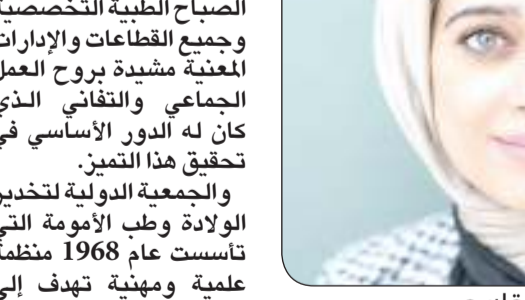 الصباح الطبية التخصصية
وجميع القطاعات والإدارات
المعنية مشيدة بروح العمل
الجماعي والتفاني الذي
كان له الدور الأساسي في
تحقيق هذا التميز.
والجمعية الدولية لتخدير
الولادة وطب الأمومة التي
تأسست عام 1968 منظمة
علمية ومهنية تهدف إلى